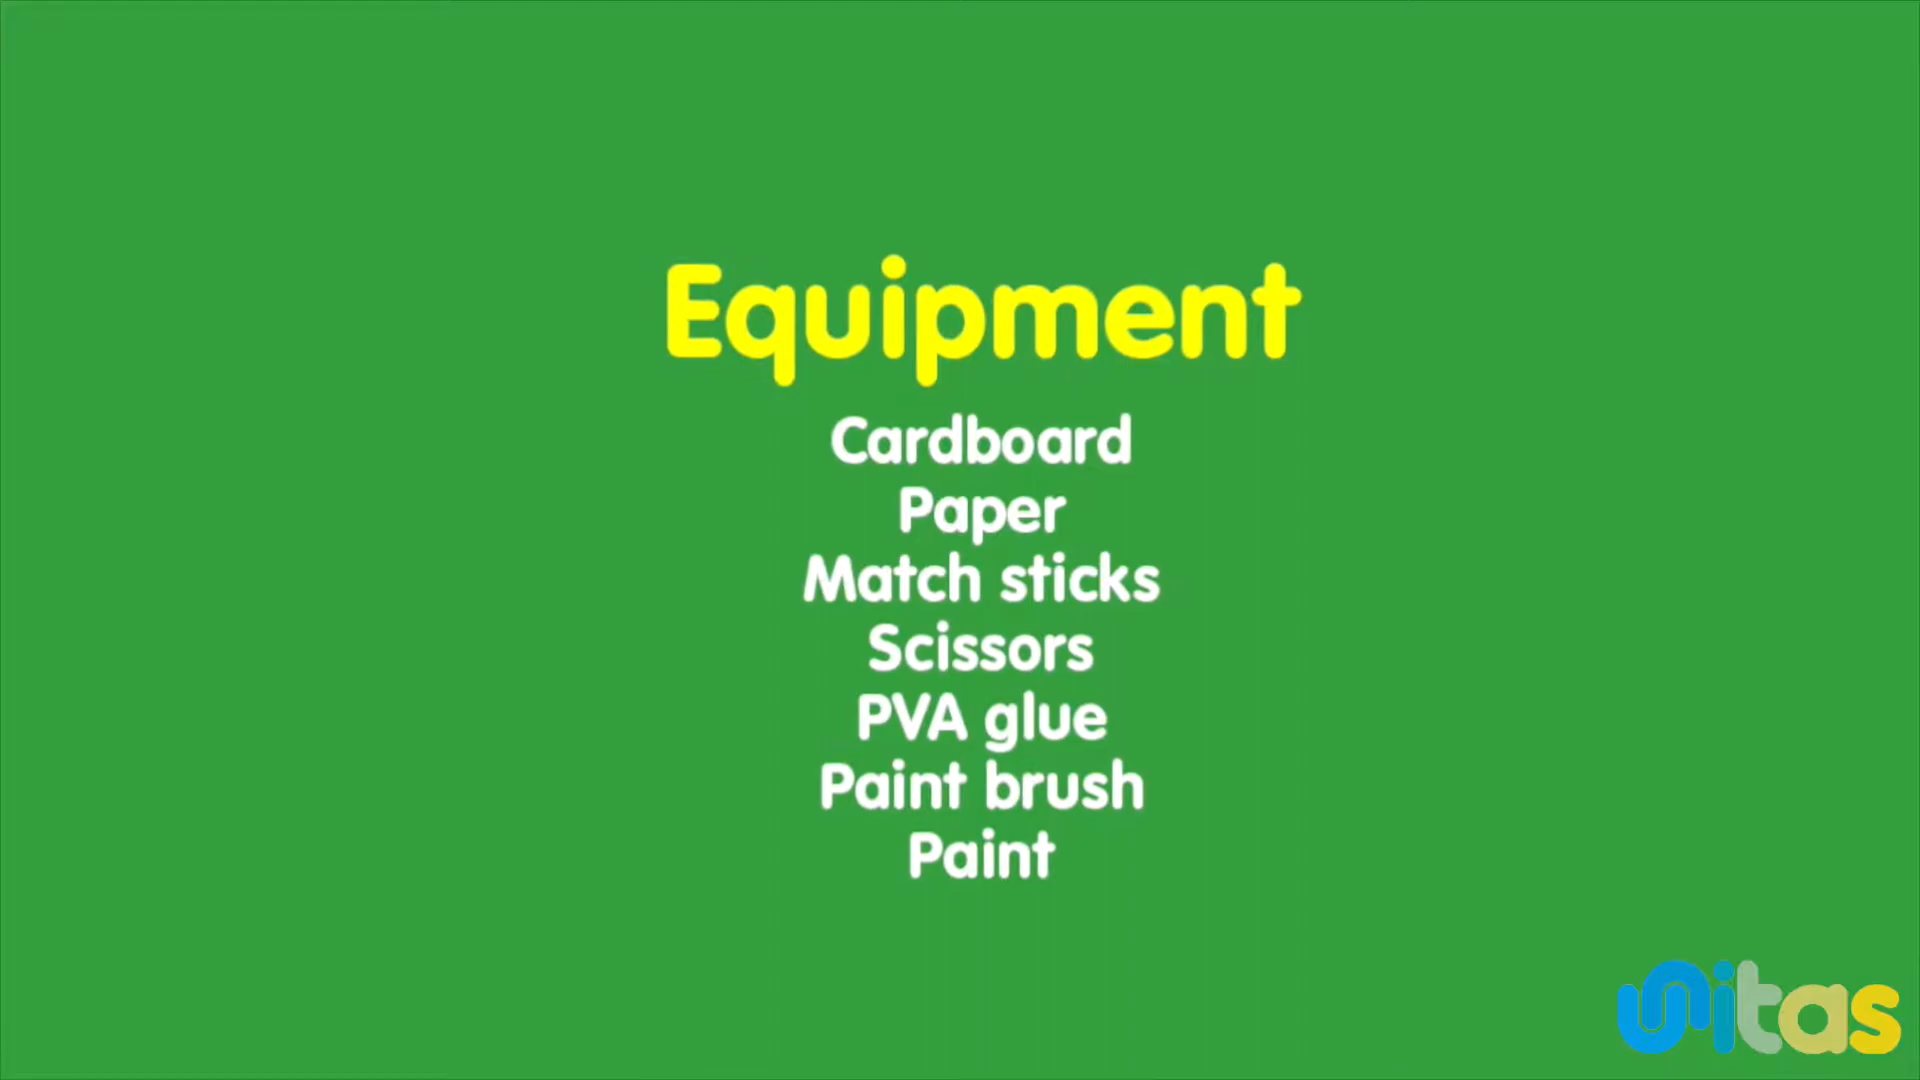 Equipment
Cardboard
Paper
Match sticks
Scissors
PVA glue
Paint brush
Paint
unitas